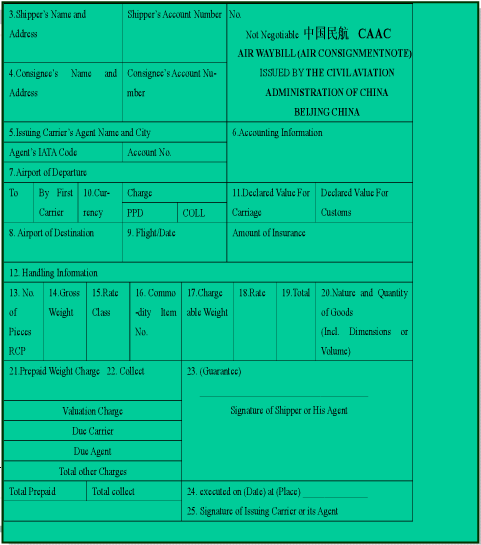 3.Shipper's Name and
Address
Shipper's Account Number
No.
Not Negotiable 中国民航 CAAC
AIR WAYBILL (AIR CONSIGNMENTNOTE)
ISSUED BY THE CIVIL AVIATION
ADMINISTRATION OF CHINA
BEIJING CHINA
4.Consignee's Name and
Address
Consignee's Account Nu-
mber
5.Issuing Carrier's Agent Name and City
6.Accounting Information
Agent's IATA Code
Account No.
7.Airport of Departure
To
By First
Carrier
10.Cur-
rency
Charge
PPD
COLL
11.Declared Value For
Carriage
Declared Value For
Customs
8. Airport of Destination
9. Flight/Date
Amount of Insurance
12. Handling Information
13. No.
of
Pieces
RCP
14.Gross
Weight
15.Rate
Class
16. Commo
-dity Item
No.
17.Charge
able Weight
18.Rate
19.Total
20.Nature and Quantity
of Goods
(Incl. Dimensions or
Volume)
21.Prepaid Weight Charge 22. Collect
23. (Guarantee)
Signature of Shipper or His Agent
Valuation Charge
Due Carrier
Due Agent
Total other Charges
Total Prepaid
Total collect
24. executed on (Date) at (Place)
25. Signature of Issuing Carrier or its Agent